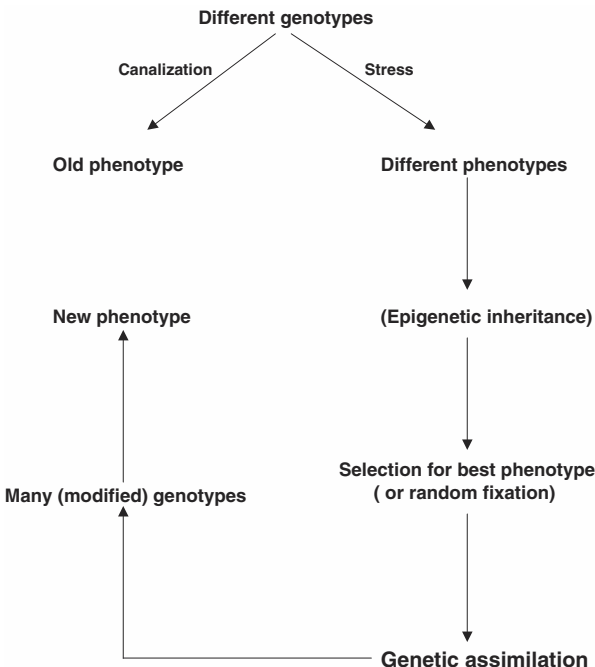 Different genotypes
Canalization
Stress
Old phenotype
Different phenotypes
New phenotype
(Epigenetic inheritance)
Selection for best phenotype
( or random fixation)
Many (modified) genotypes
Genetic assimilation